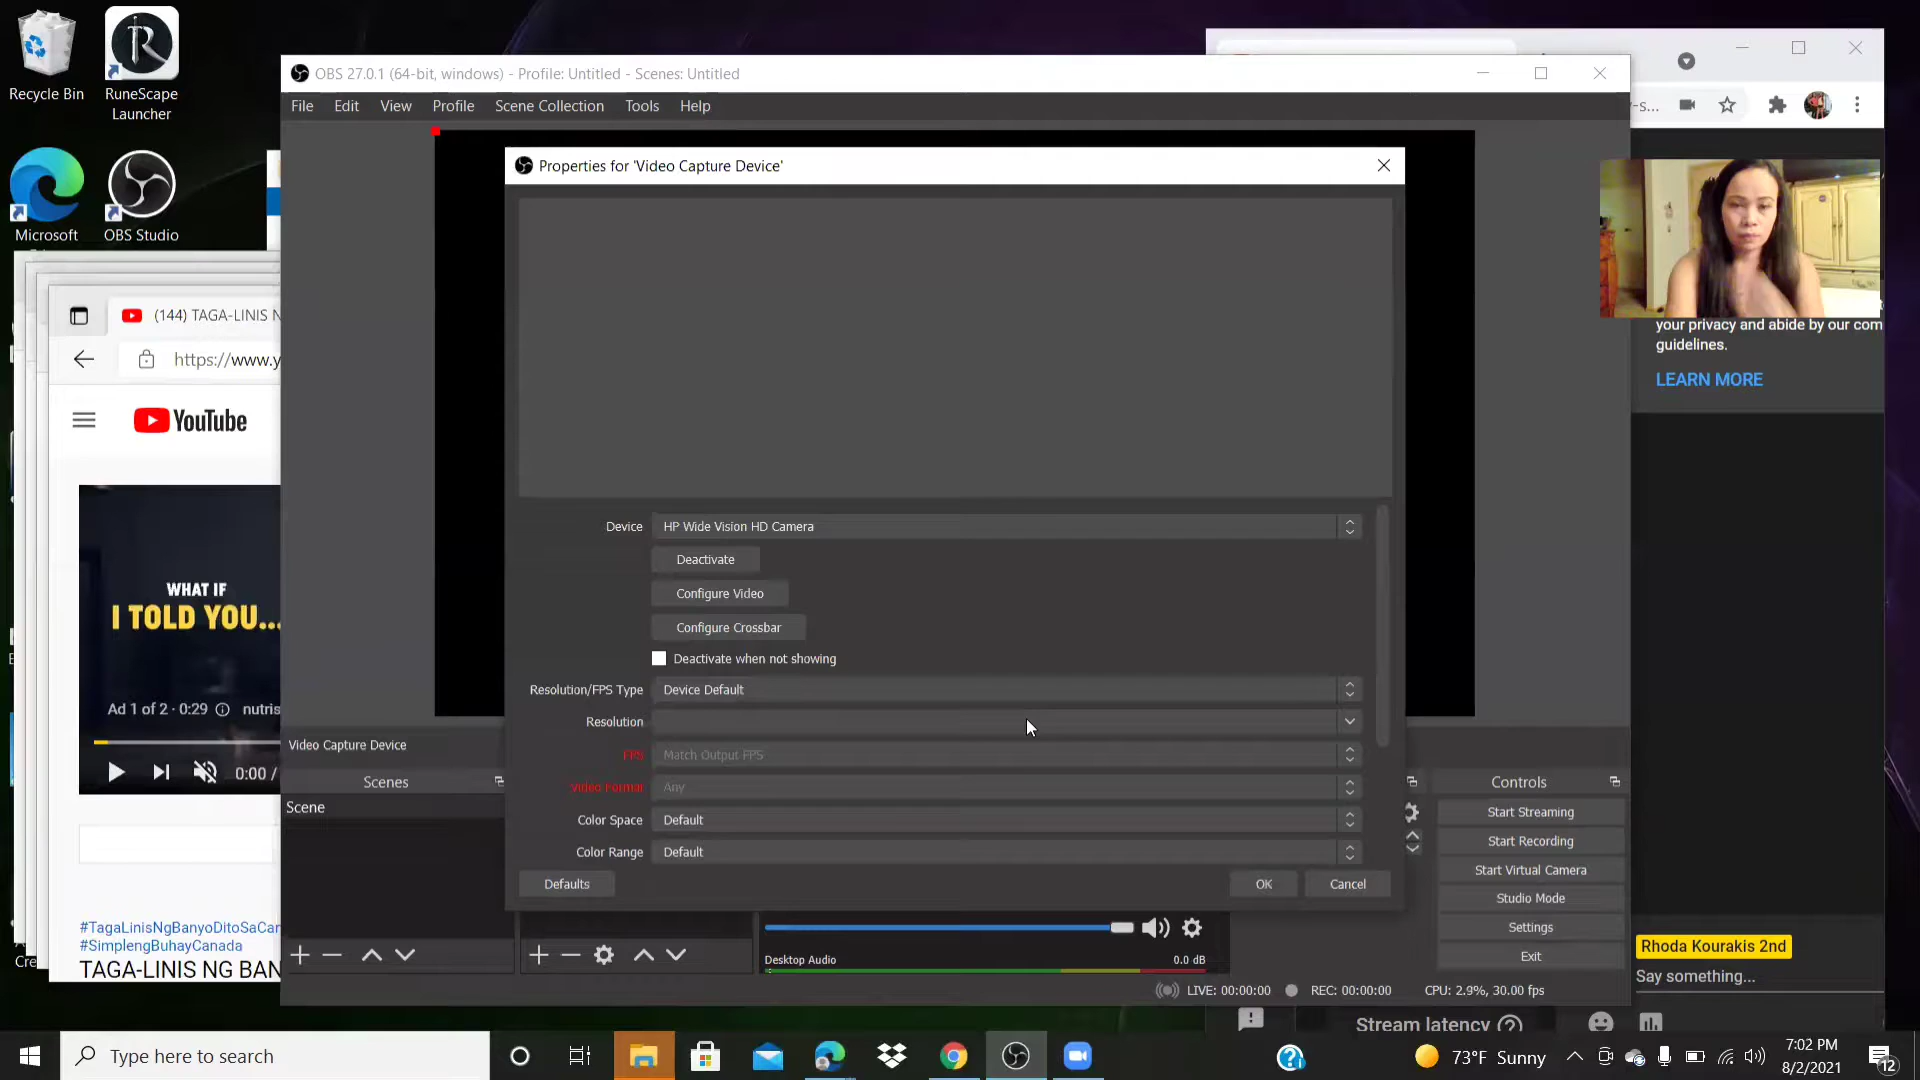 Recycle Bin
RuneScape
Launcher
Microsoft
OBS Studio
OBS 27.0.1 (64-bit, windows) - Profile: Untitled - Scenes: Untitled
File Edit View Profile Scene Collection Tools Help
Properties for 'Video Capture Device'
Device HP Wide Vision HD Camera
Deactivate
Configure Video
Configure Crossbar
Deactivate when not showing
Resolution/FPS Type Device Default
Resolution
FPS Match Output FPS
Video Format Any
Color Space Default
Color Range Default
Defaults OK Cancel
(144) TAGA-LINIS N
https://www.y
YouTube
WHAT IF
I TOLD YOU...
Ad 1 of 2 · 0:29 nutris
0:00 /
#TagaLinisNgBanyoDitoSaCan
#SimplengBuhayCanada
TAGA-LINIS NG BAN
Cre
Video Capture Device
Scenes
Scene
Desktop Audio 0.0 dB
Controls
Start Streaming
Start Recording
Start Virtual Camera
Studio Mode
Settings
Exit
LIVE: 00:00:00 REC: 00:00:00 CPU: 2.9%, 30.00 fps
-s...
your privacy and abide by our com
guidelines.
LEARN MORE
Rhoda Kourakis 2nd
Say something...
Stream latency
Type here to search
73°F Sunny
7:02 PM
8/2/2021
12